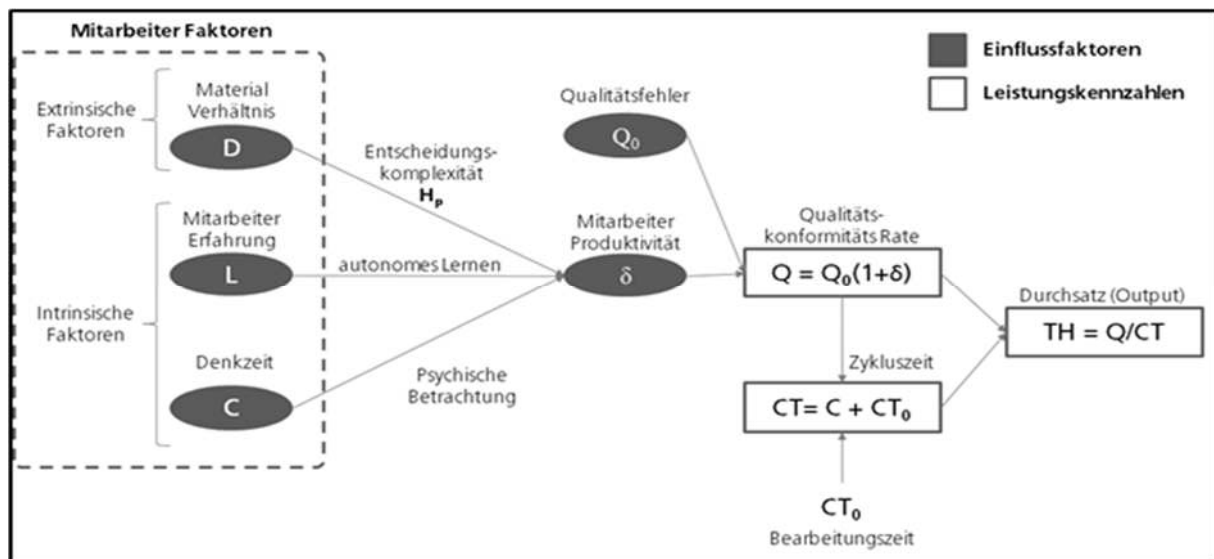 Mitarbeiter Faktoren
Extrinsische
Faktoren
Material
Verhältnis
D
Mitarbeiter
Erfahrung
L
Intrinsische
Faktoren
Denkzeit
C
Entscheidungs-
komplexität
Hₚ
autonomes Lernen
Psychische
Betrachtung
Qualitätsfehler
Q₀
Mitarbeiter
Produktivität
δ
Einflussfaktoren
Leistungskennzahlen
Qualitäts-
konformitäts Rate
Q = Q₀(1+δ)
Zykluszeit
CT= C + CT₀
CT₀
Bearbeitungszeit
Durchsatz (Output)
TH = Q/CT